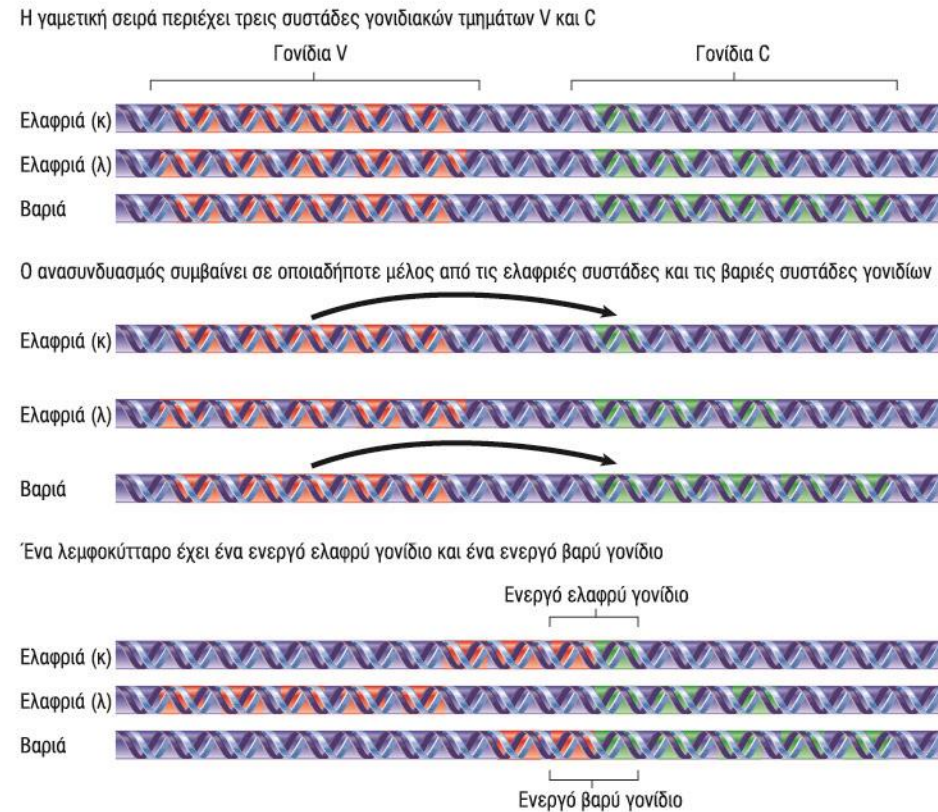 Η γαμετική σειρά περιέχει τρεις συστάδες γονιδιακών τμημάτων V και C
Γονίδια V
Γονίδια C
Ελαφριά (κ)
Ελαφριά (λ)
Βαριά
Ο ανασυνδυασμός συμβαίνει σε οποιαδήποτε μέλος από τις ελαφριές συστάδες και τις βαριές συστάδες γονιδίων
Ελαφριά (κ)
Ελαφριά (λ)
Βαριά
Ένα λεμφοκύτταρο έχει ένα ενεργό ελαφρύ γονίδιο και ένα ενεργό βαρύ γονίδιο
Ενεργό ελαφρύ γονίδιο
Ελαφριά (κ)
Ελαφριά (λ)
Βαριά
Ενεργό βαρύ γονίδιο